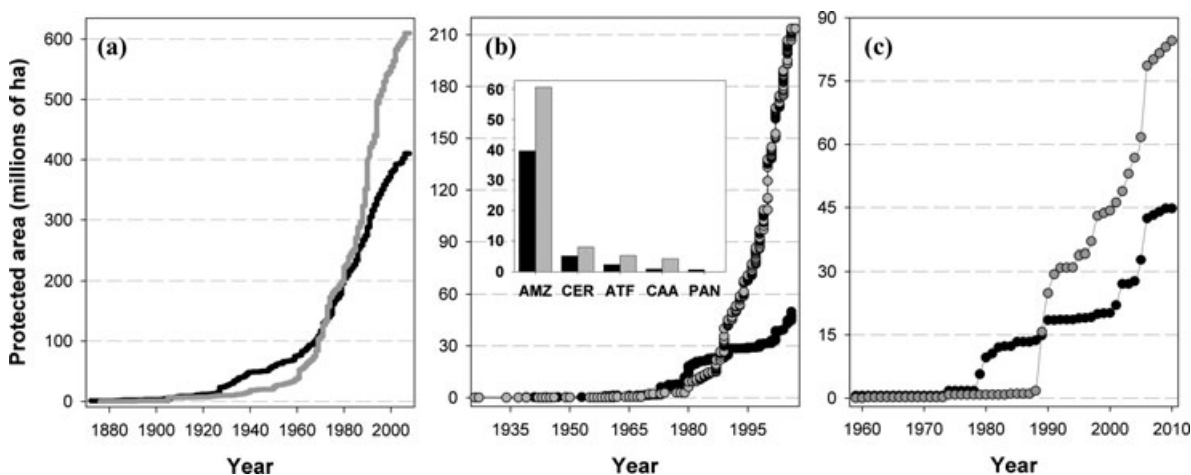 Protected area (millions of ha)
(a)
600
500
400
300
200
100
0
1880 1900 1920 1940 1960 1980 2000
Year
(b)
210
180
150
120
90
60
30
0
1935 1950 1965 1980 1995
Year
60
50
40
30
20
10
0
AMZ CER ATF CAA PAN
(c)
90
75
60
45
30
15
0
1960 1970 1980 1990 2000 2010
Year